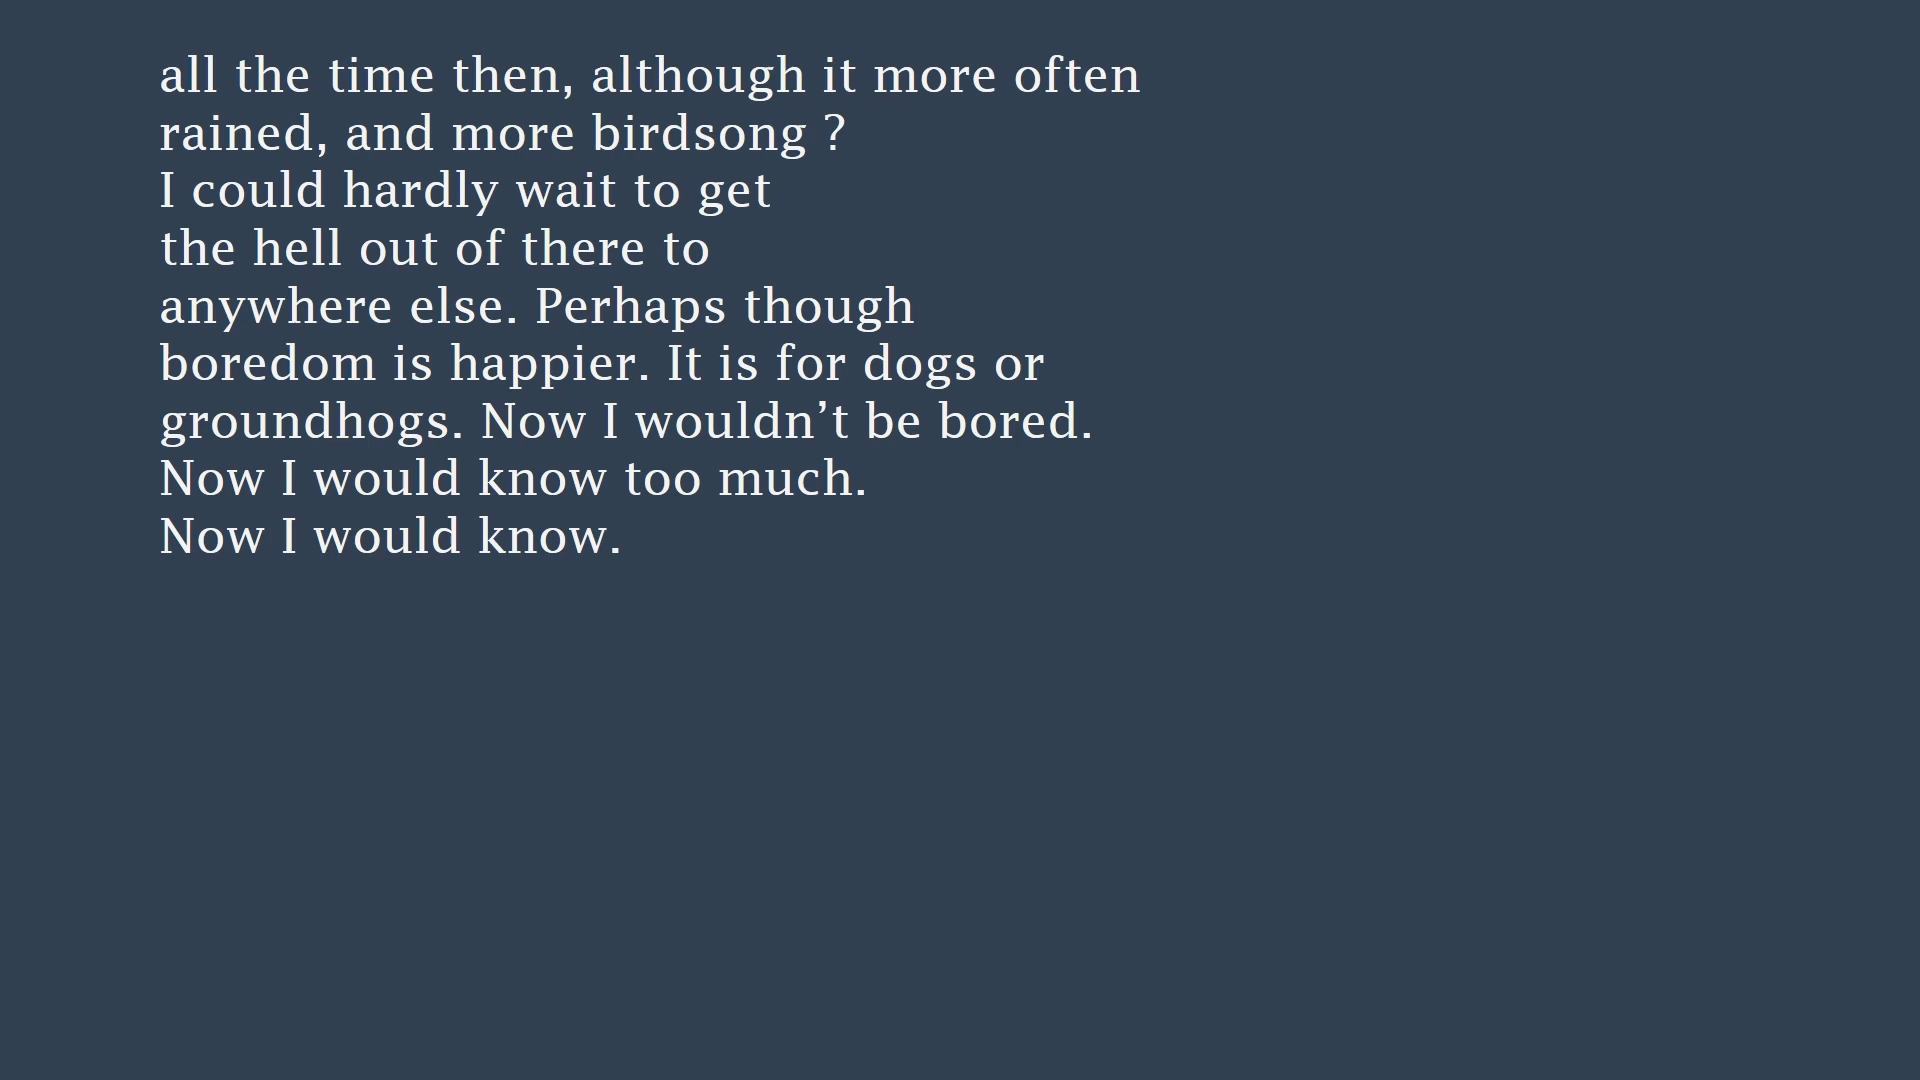 all the time then, although it more often
rained, and more birdsong ?
I could hardly wait to get
the hell out of there to
anywhere else. Perhaps though
boredom is happier. It is for dogs or
groundhogs. Now I wouldn’t be bored.
Now I would know too much.
Now I would know.